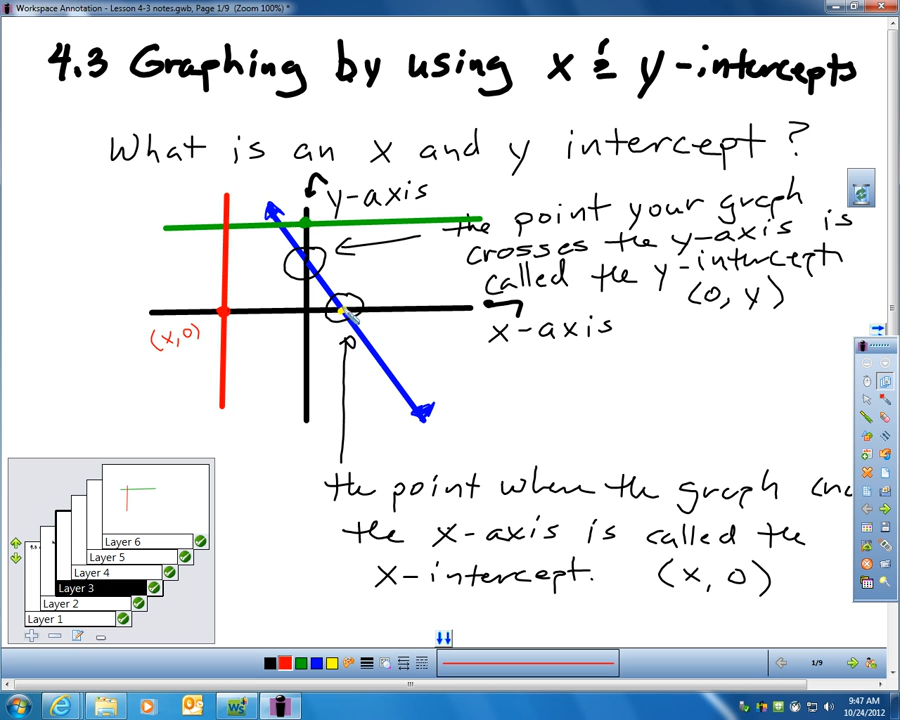 Workspace Annotation - Lesson 4-3 notes.gwb, Page 1/9 (Zoom 100%) *
4.3 Graphing by using x & y-intercepts
What is an x and y intercept?
y-axis
the point your graph
crosses the y-axis is
called the y-intercept
(0, y)
x-axis
(x,0)
the point when the graph
the x-axis is called the
x-intercept. (x, 0)
Layer 6
Layer 5
Layer 4
Layer 3
Layer 2
Layer 1
1/9
9:47 AM
10/24/2012